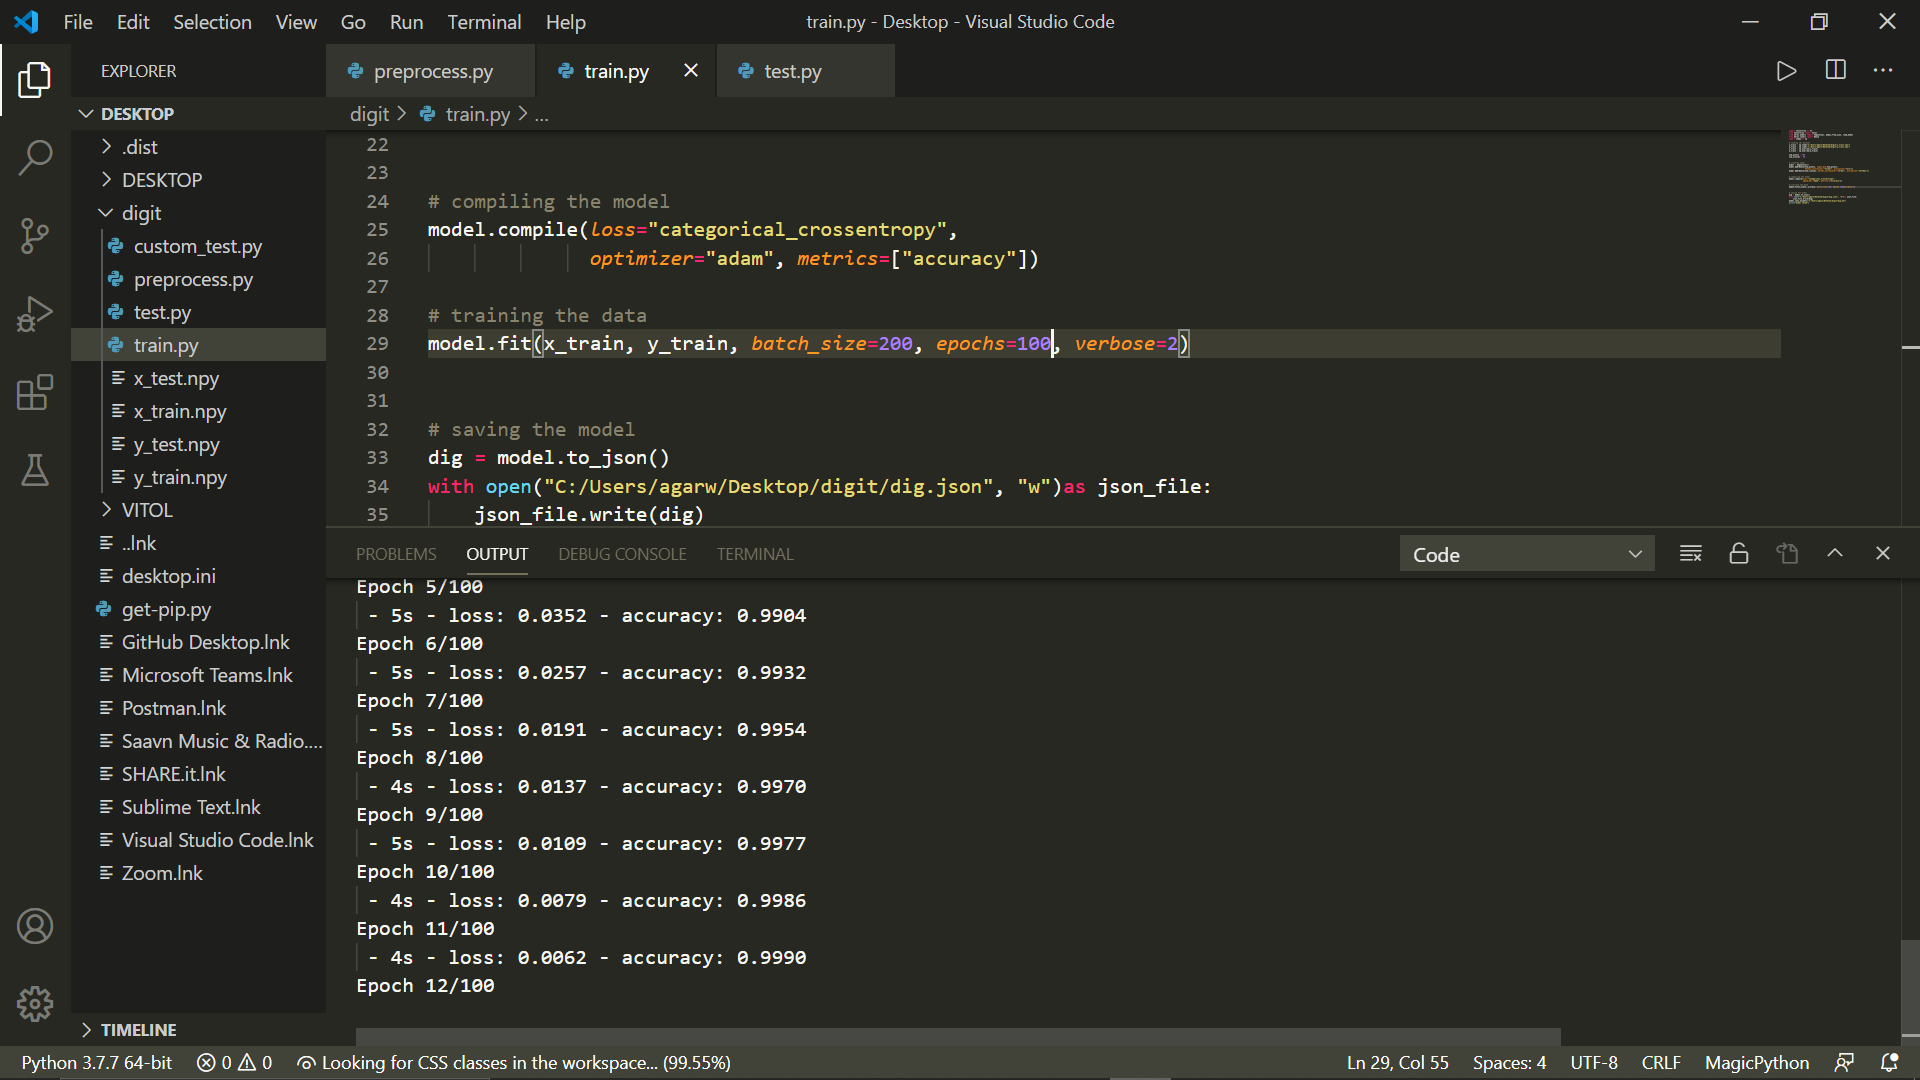 File Edit Selection View Go Run Terminal Help
train.py - Desktop - Visual Studio Code
EXPLORER
DESKTOP
.dist
DESKTOP
digit
custom_test.py
preprocess.py
test.py
train.py
x_test.npy
x_train.npy
y_test.npy
y_train.npy
VITOL
..lnk
desktop.ini
get-pip.py
GitHub Desktop.lnk
Microsoft Teams.lnk
Postman.lnk
Saavn Music & Radio....
SHARE.it.lnk
Sublime Text.lnk
Visual Studio Code.lnk
Zoom.lnk
TIMELINE
preprocess.py train.py test.py
digit > train.py > ...
22
23
24 # compiling the model
25 model.compile(loss="categorical_crossentropy",
26 optimizer="adam", metrics=["accuracy"])
27
28 # training the data
29 model.fit(x_train, y_train, batch_size=200, epochs=100, verbose=2)
30
31
32 # saving the model
33 dig = model.to_json()
34 with open("C:/Users/agarw/Desktop/digit/dig.json", "w")as json_file:
35 json_file.write(dig)
PROBLEMS OUTPUT DEBUG CONSOLE TERMINAL
Code
Epoch 5/100
- 5s - loss: 0.0352 - accuracy: 0.9904
Epoch 6/100
- 5s - loss: 0.0257 - accuracy: 0.9932
Epoch 7/100
- 5s - loss: 0.0191 - accuracy: 0.9954
Epoch 8/100
- 4s - loss: 0.0137 - accuracy: 0.9970
Epoch 9/100
- 5s - loss: 0.0109 - accuracy: 0.9977
Epoch 10/100
- 4s - loss: 0.0079 - accuracy: 0.9986
Epoch 11/100
- 4s - loss: 0.0062 - accuracy: 0.9990
Epoch 12/100
Python 3.7.7 64-bit 0 0 Looking for CSS classes in the workspace... (99.55%)
Ln 29, Col 55 Spaces: 4 UTF-8 CRLF MagicPython